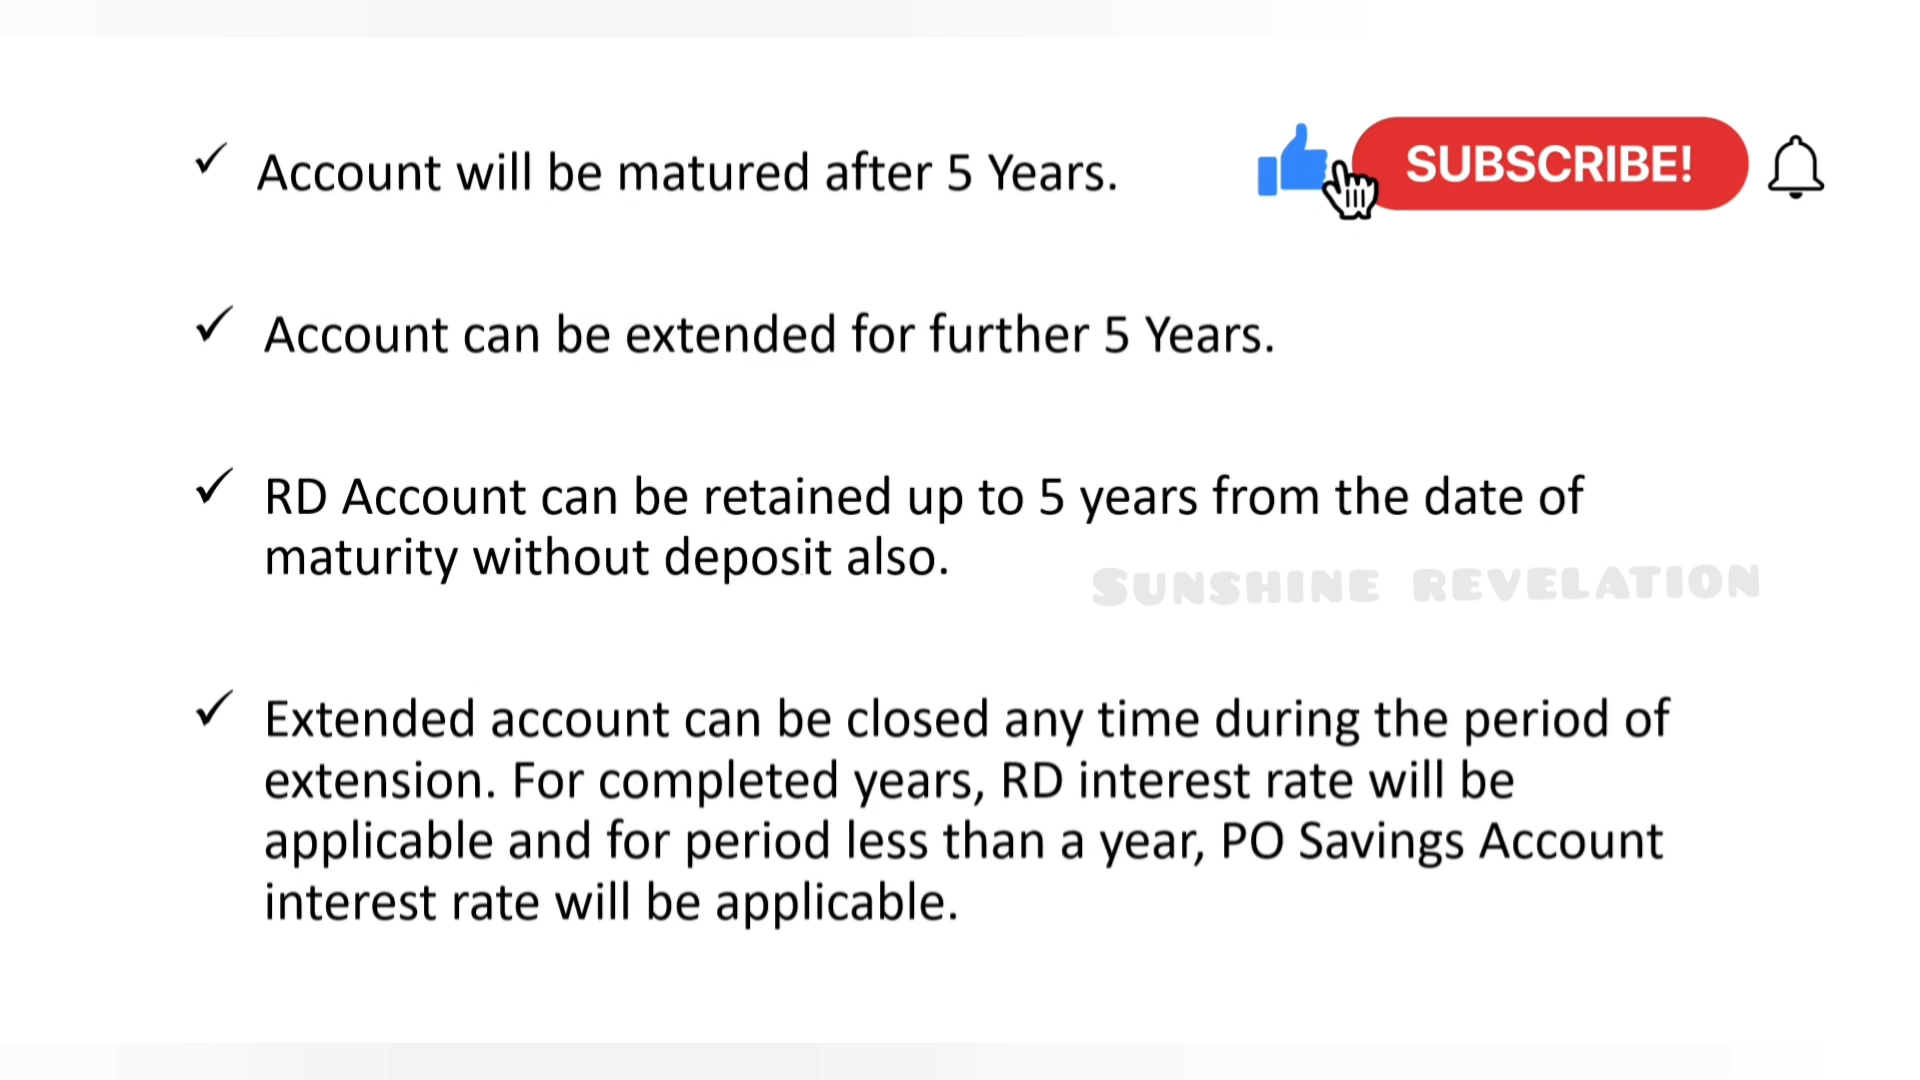 Account will be matured after 5 Years.
SUBSCRIBE!
Account can be extended for further 5 Years.
RD Account can be retained up to 5 years from the date of
maturity without deposit also.
SUNSHINE REVELATION
Extended account can be closed any time during the period of
extension. For completed years, RD interest rate will be
applicable and for period less than a year, PO Savings Account
interest rate will be applicable.